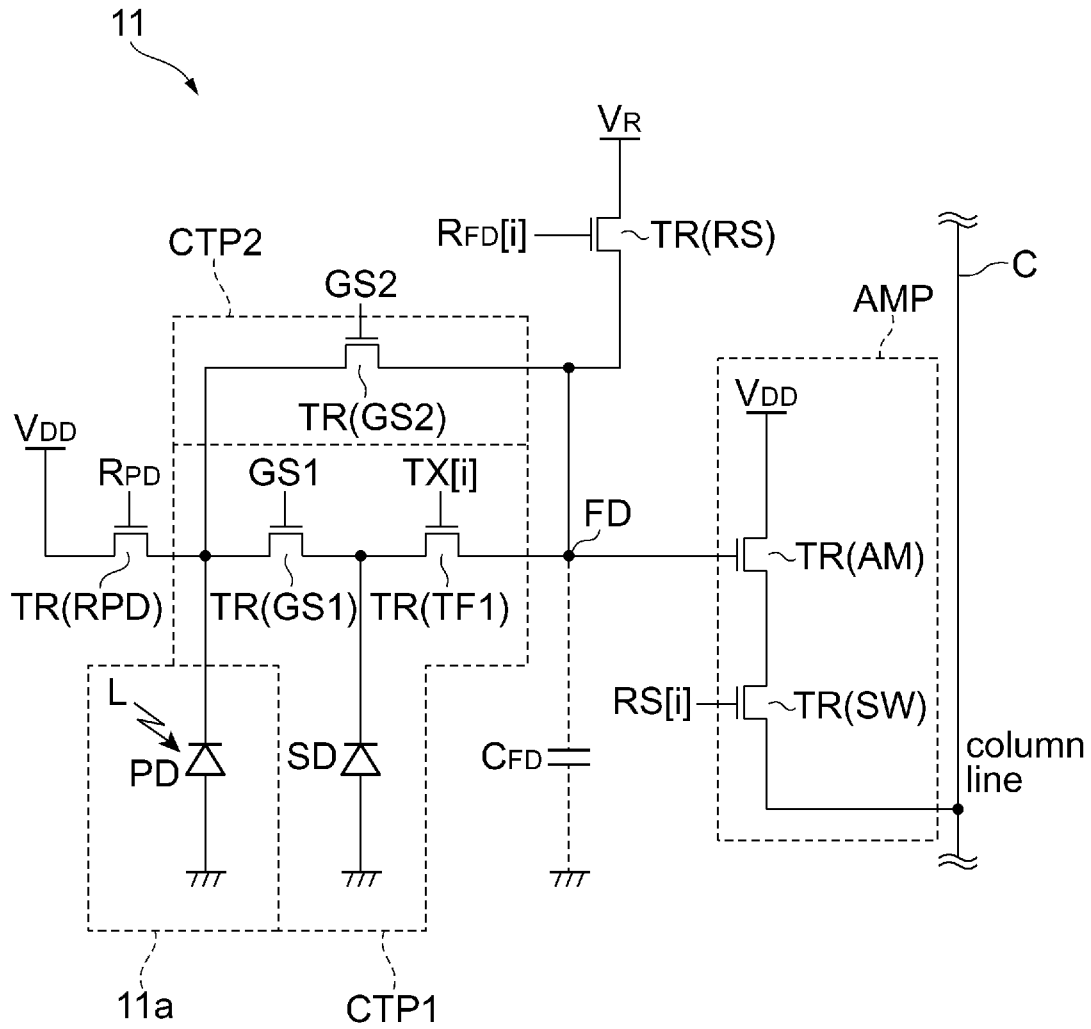 11
VR
RFD[i]
TR(RS)
CTP2
C
GS2
AMP
TR(GS2)
VDD
VDD
RPD
GS1
TX[i]
FD
TR(RPD)
TR(GS1)
TR(TF1)
TR(AM)
L
RS[i]
TR(SW)
PD
SD
CFD
column
line
11a
CTP1